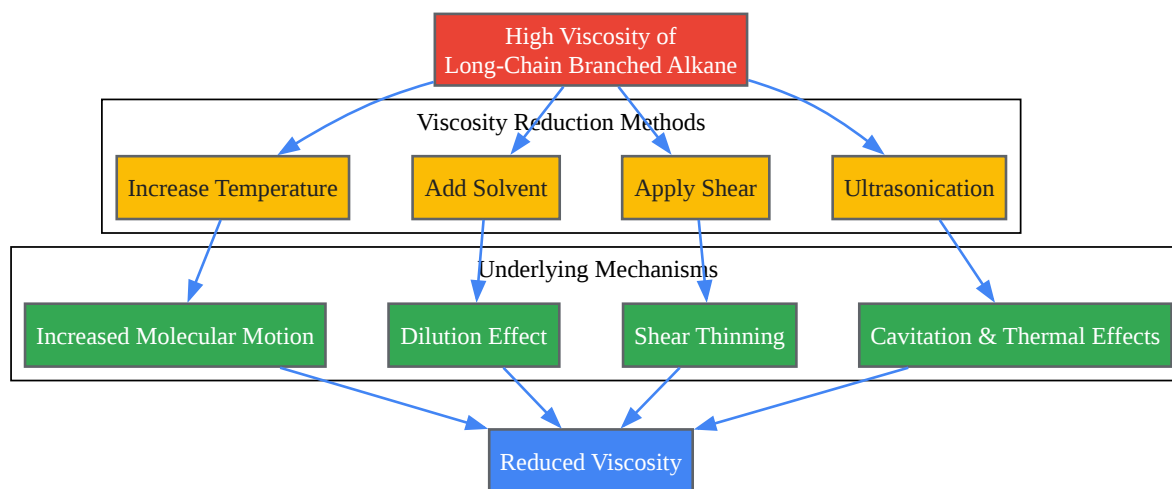 High Viscosity of
Long-Chain Branched Alkane
Viscosity Reduction Methods
Increase Temperature
Add Solvent
Apply Shear
Ultrasonication
Underlying Mechanisms
Increased Molecular Motion
Dilution Effect
Shear Thinning
Cavitation & Thermal Effects
Reduced Viscosity